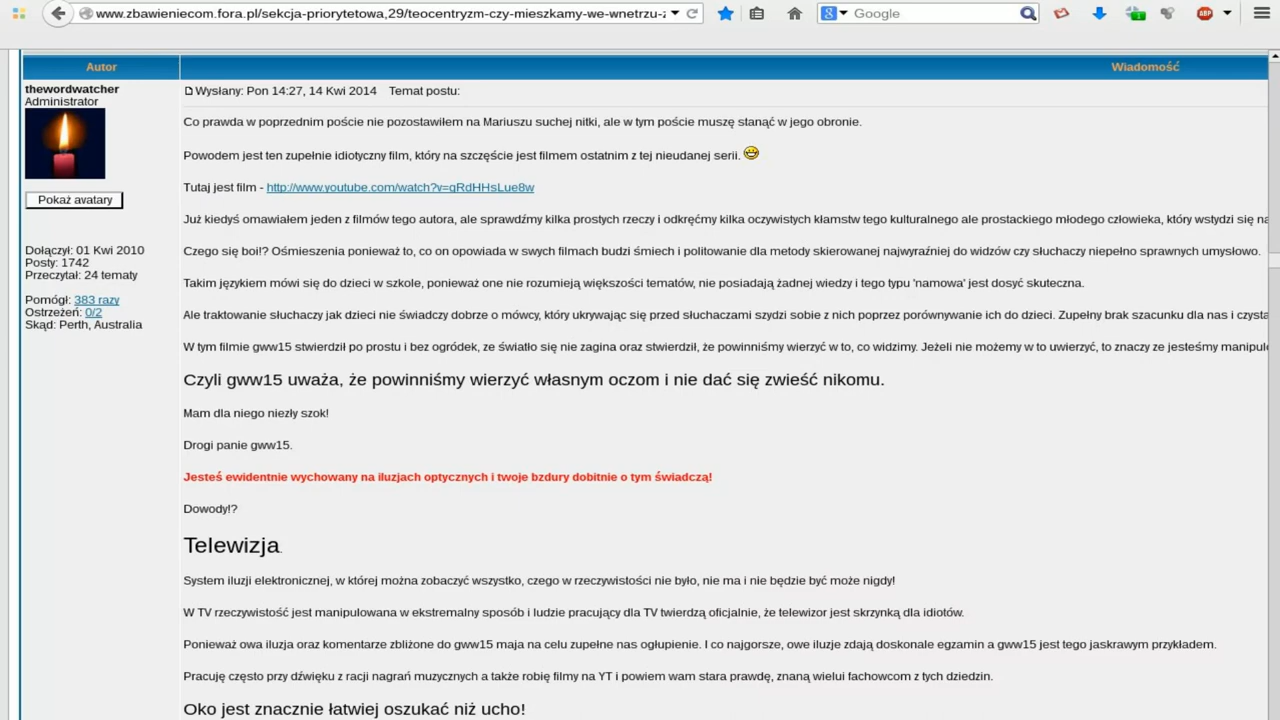 www.zbawieniecom.fora.pl/sekcja-priorytetowa,29/teocentryzm-czy-mieszkamy-we-wnetrzu-z
Google
ABP
Autor
Wiadomość
thewordwatcher
Administrator
Pokaż avatary
Dołączył: 01 Kwi 2010
Posty: 1742
Przeczytał: 24 tematy
Pomógł: 383 razy
Ostrzeżeń: 0/2
Skąd: Perth, Australia
Wysłany: Pon 14:27, 14 Kwi 2014 Temat postu:
Co prawda w poprzednim poście nie pozostawiłem na Mariuszu suchej nitki, ale w tym poście muszę stanąć w jego obronie.
Powodem jest ten zupełnie idiotyczny film, który na szczęście jest filmem ostatnim z tej nieudanej serii.
Tutaj jest film - http://www.youtube.com/watch?v=gRdHHsLue8w
Już kiedyś omawiałem jeden z filmów tego autora, ale sprawdźmy kilka prostych rzeczy i odkręćmy kilka oczywistych kłamstw tego kulturalnego ale prostackiego młodego człowieka, który wstydzi się na
Czego się boi!? Ośmieszenia ponieważ to, co on opowiada w swych filmach budzi śmiech i politowanie dla metody skierowanej najwyraźniej do widzów czy słuchaczy niepełno sprawnych umysłowo.
Takim językiem mówi się do dzieci w szkole, ponieważ one nie rozumieją większości tematów, nie posiadają żadnej wiedzy i tego typu 'namowa' jest dosyć skuteczna.
Ale traktowanie słuchaczy jak dzieci nie świadczy dobrze o mówcy, który ukrywając się przed słuchaczami szydzi sobie z nich poprzez porównywanie ich do dzieci. Zupełny brak szacunku dla nas i czysta
W tym filmie gww15 stwierdził po prostu i bez ogródek, ze światło się nie zagina oraz stwierdził, że powinniśmy wierzyć w to, co widzimy. Jeżeli nie możemy w to uwierzyć, to znaczy ze jesteśmy manipul
Czyli gww15 uważa, że powinniśmy wierzyć własnym oczom i nie dać się zwieść nikomu.
Mam dla niego niezły szok!
Drogi panie gww15.
Jesteś ewidentnie wychowany na iluzjach optycznych i twoje bzdury dobitnie o tym świadczą!
Dowody!?
Telewizja.
System iluzji elektronicznej, w której można zobaczyć wszystko, czego w rzeczywistości nie było, nie ma i nie będzie być może nigdy!
W TV rzeczywistość jest manipulowana w ekstremalny sposób i ludzie pracujący dla TV twierdzą oficjalnie, że telewizor jest skrzynką dla idiotów.
Ponieważ owa iluzja oraz komentarze zbliżone do gww15 maja na celu zupełne nas ogłupienie. I co najgorsze, owe iluzje zdają doskonale egzamin a gww15 jest tego jaskrawym przykładem.
Pracuję często przy dźwięku z racji nagrań muzycznych a także robię filmy na YT i powiem wam stara prawdę, znaną wielui fachowcom z tych dziedzin.
Oko jest znacznie łatwiej oszukać niż ucho!